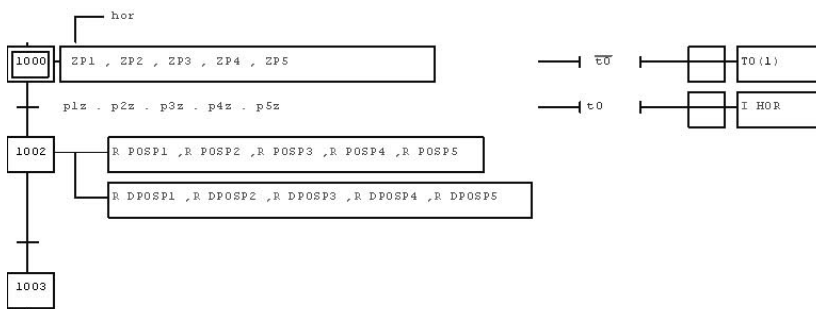 hor
1000 ZP1 , ZP2 , ZP3 , ZP4 , ZP5
t0 TO(1)
p1z . p2z . p3z . p4z . p5z
t0 I HOR
1002 R POSP1 ,R POSP2 ,R POSP3 ,R POSP4 ,R POSP5
R DPOSP1 ,R DPOSP2 ,R DPOSP3 ,R DPOSP4 ,R DPOSP5
1003